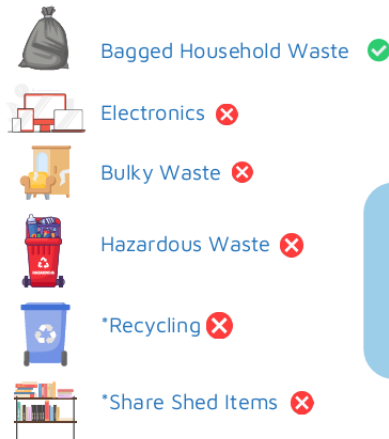 Bagged Household Waste
Electronics
Bulky Waste
Hazardous Waste
*Recycling
*Share Shed Items